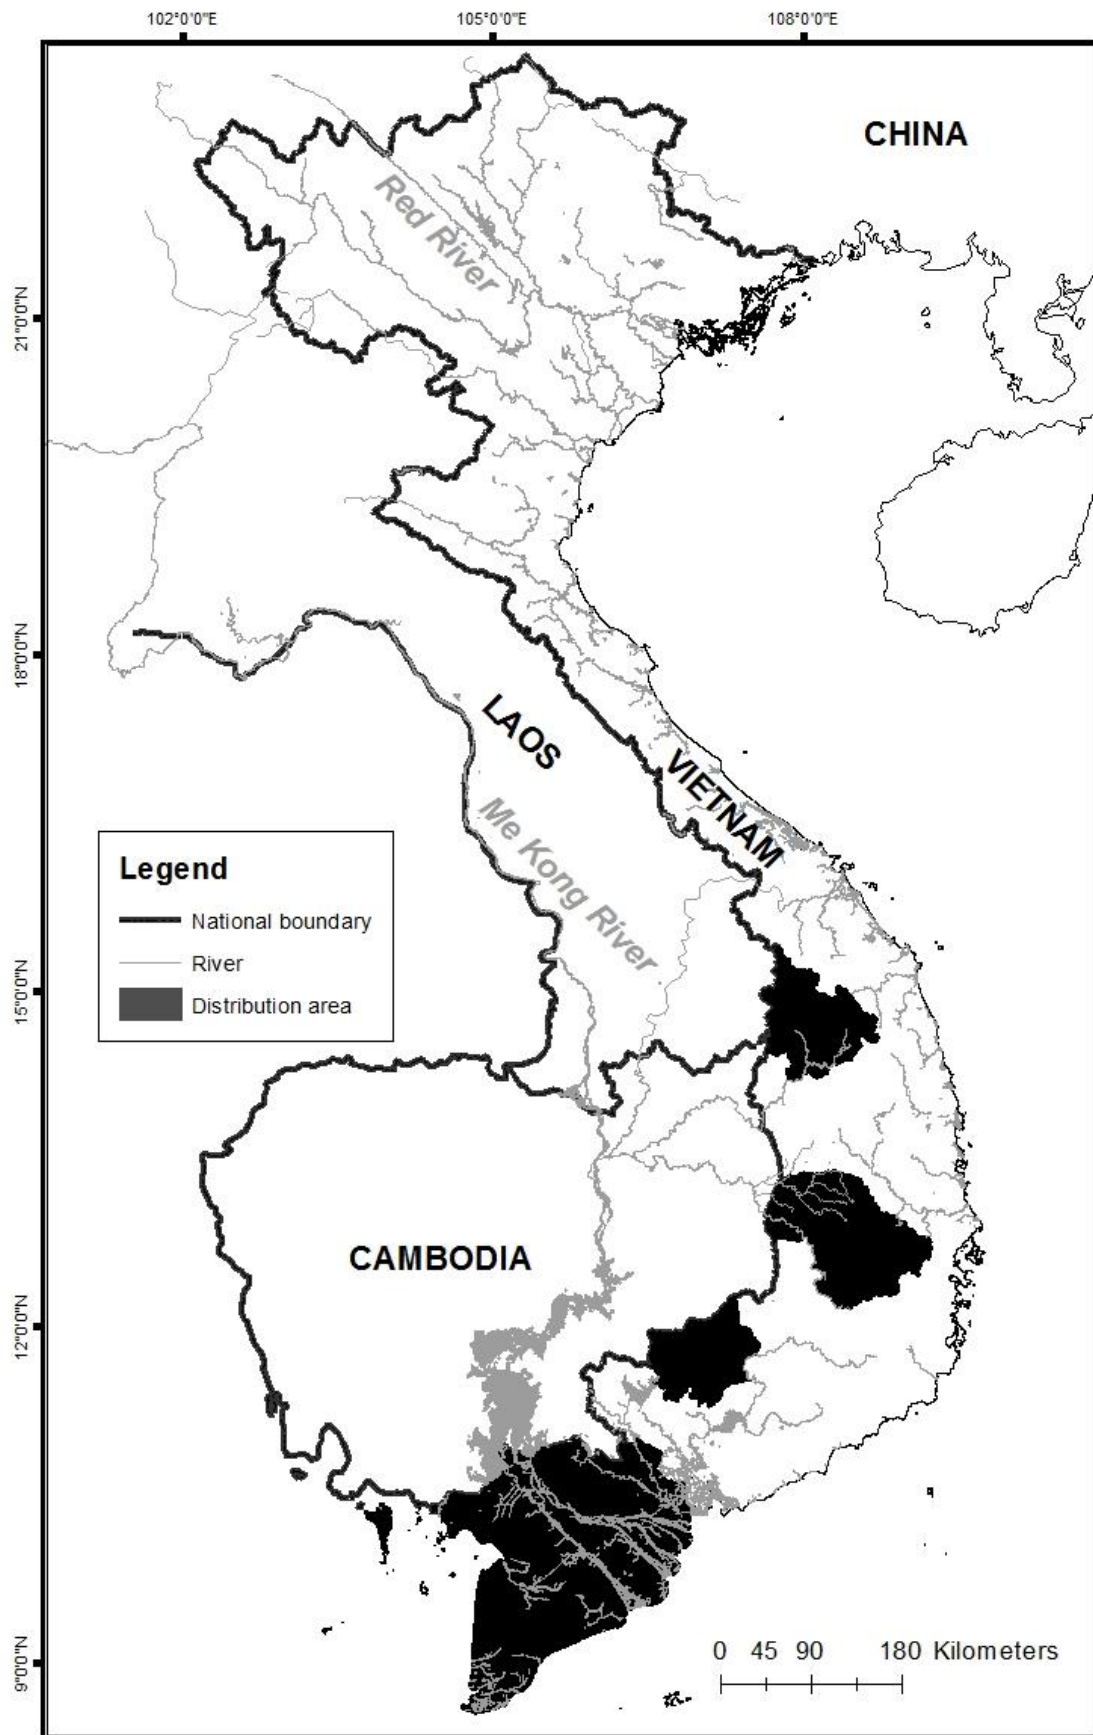 102°0'0"E 105°0'0"E 108°0'0"E
CHINA
Red River
21°0'0"N
18°0'0"N
LAOS
VIETNAM
Me Kong River
Legend
National boundary
River
Distribution area
15°0'0"N
CAMBODIA
12°0'0"N
9°0'0"N
0 45 90 180 Kilometers